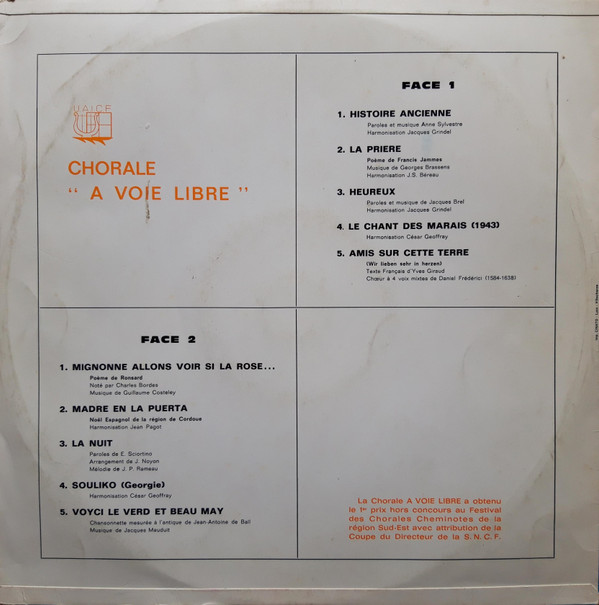 UAICF
CHORALE
" A VOIE LIBRE "
FACE 1
1. HISTOIRE ANCIENNE
Paroles et musique Anne Sylvestre
Harmonisation Jacques Grindel
2. LA PRIERE
Poème de Francis Jammes
Musique de Georges Brassens
Harmonisation J.S. Béreau
3. HEUREUX
Paroles et musique de Jacques Brel
Harmonisation Jacques Grindel
4. LE CHANT DES MARAIS (1943)
Harmonisation César Geoffray
5. AMIS SUR CETTE TERRE
(Wir lieben sehr in herzen)
Texte Français d'Yves Giraud
Chœur à 4 voix mixtes de Daniel Frédérici (1584-1638)
FACE 2
1. MIGNONNE ALLONS VOIR SI LA ROSE...
Poème de Ronsard
Noté par Charles Bordes
Musique de Guillaume Costeley
2. MADRE EN LA PUERTA
Noël Espagnol de la région de Cordoue
Harmonisation Jean Pagot
3. LA NUIT
Paroles de E. Sciortino
Arrangement de J. Noyon
Mélodie de J. P. Rameau
4. SOULIKO (Georgie)
Harmonisation César Geoffray
5. VOYCI LE VERD ET BEAU MAY
Chansonnette mesurée à l'antique de Jean-Antoine de Baïf
Musique de Jacques Mauduit
La Chorale A VOIE LIBRE a obtenu
le 1er prix hors concours au Festival
des Chorales Cheminotes de la
région Sud-Est avec attribution de la
Coupe du Directeur de la S.N.C.F.